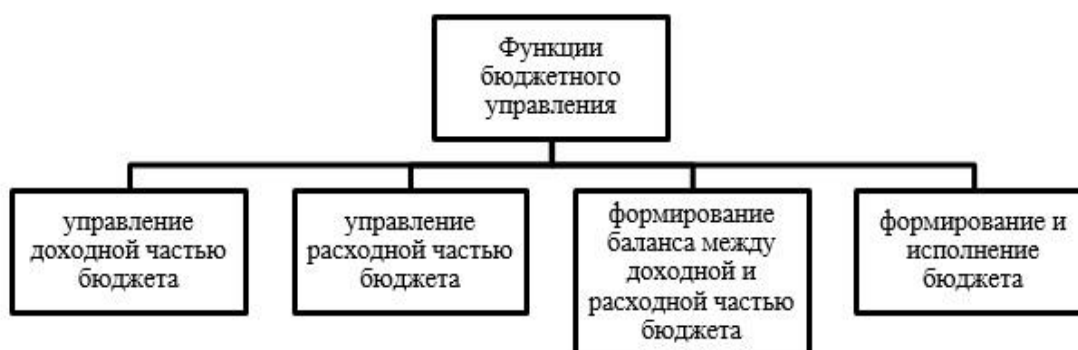 Функции
бюджетного
управления
управление
доходной частью
бюджета
управление
расходной частью
бюджета
формирование
баланса между
доходной и
расходной частью
бюджета
формирование и
исполнение
бюджета